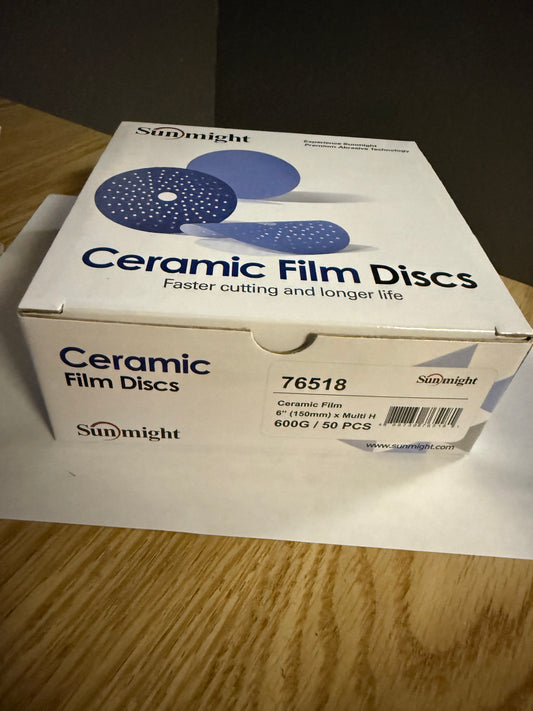 Sunmight
Experience Sunmight
Premium Abrasive Technology
Ceramic Film Discs
Faster cutting and longer life
Ceramic
Film Discs
Sunmight
76518
Sunmight
Ceramic Film
6" (150mm) x Multi H
600G / 50 PCS
www.sunmight.com